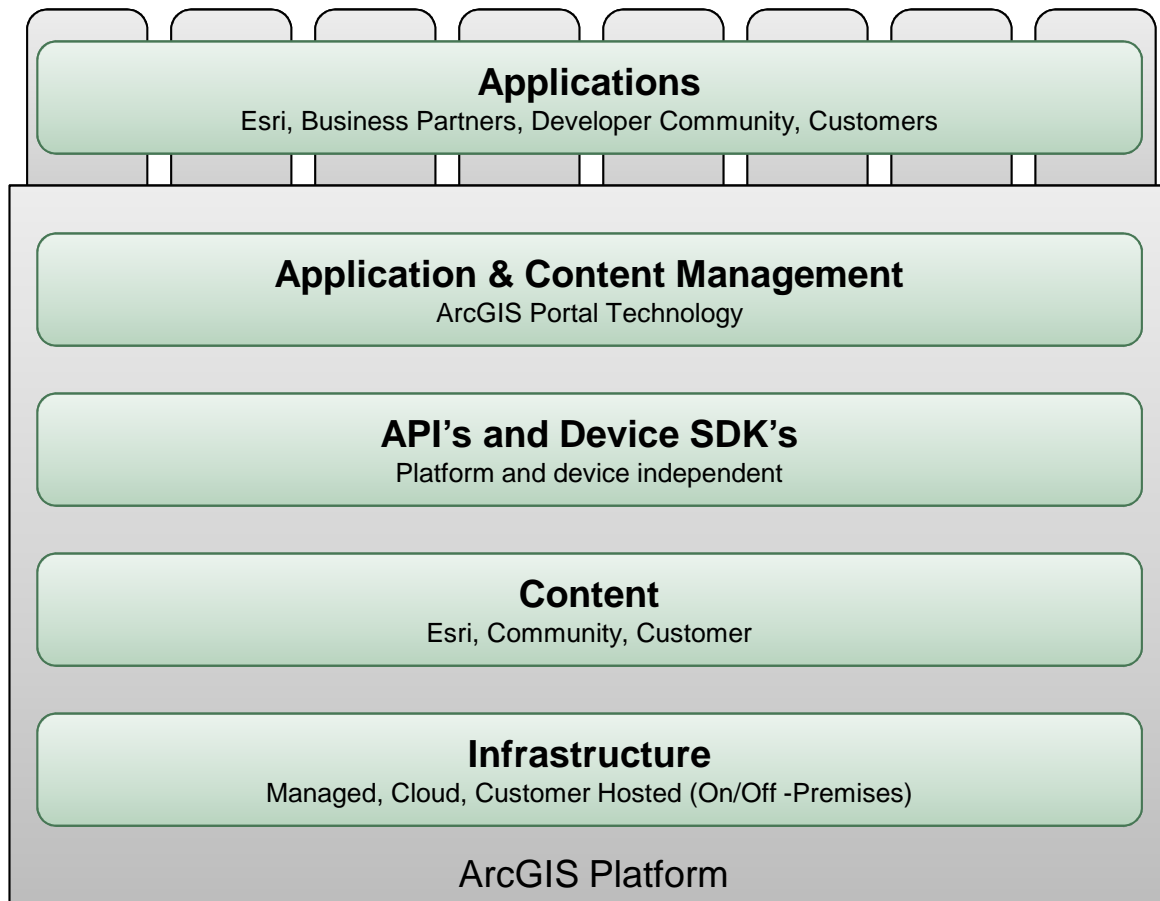 Applications
Esri, Business Partners, Developer Community, Customers
Application & Content Management
ArcGIS Portal Technology
API’s and Device SDK’s
Platform and device independent
Content
Esri, Community, Customer
Infrastructure
Managed, Cloud, Customer Hosted (On/Off -Premises)
ArcGIS Platform